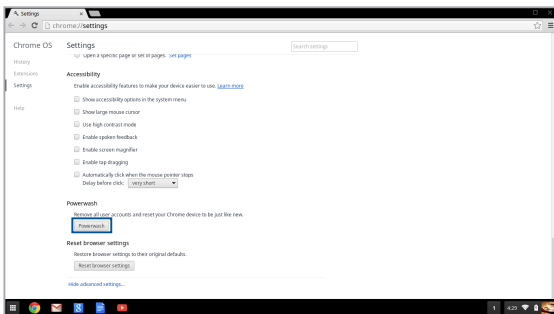 Settings
chrome://settings
Chrome OS
Settings
Search settings
History
Extensions
Settings
Help
Open a specific page or set of pages. Set pages
Accessibility
Enable accessibility features to make your device easier to use. Learn more
Show accessibility options in the system menu
Show large mouse cursor
Use high contrast mode
Enable spoken feedback
Enable screen magnifier
Enable tap dragging
Automatically click when the mouse pointer stops
Delay before click: very short
Powerwash
Remove all user accounts and reset your Chrome device to be just like new.
Powerwash
Reset browser settings
Restore browser settings to their original defaults.
Reset browser settings
Hide advanced settings...
8
1
4:29